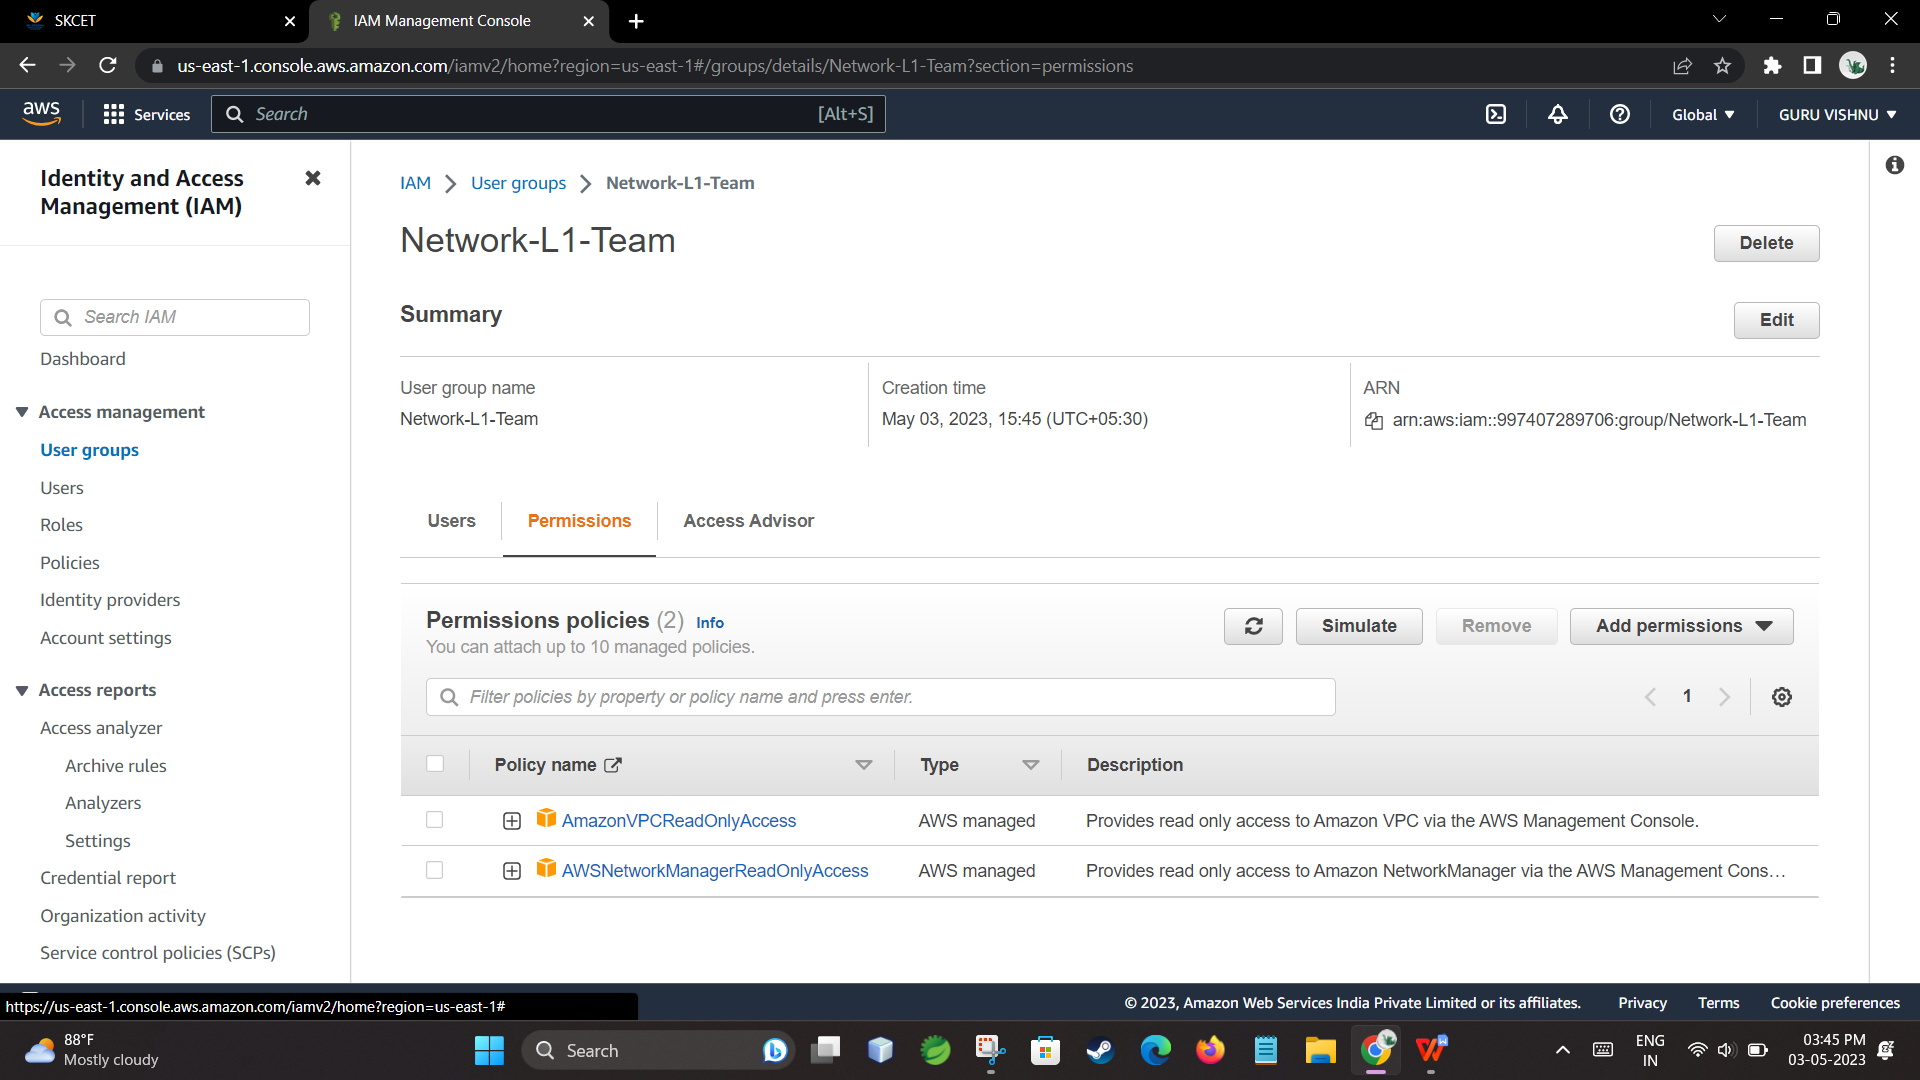 SKCET
IAM Management Console
us-east-1.console.aws.amazon.com/iamv2/home?region=us-east-1#/groups/details/Network-L1-Team?section=permissions
aws
Services
Search
[Alt+S]
Global
GURU VISHNU
Identity and Access
Management (IAM)
Search IAM
Dashboard
Access management
User groups
Users
Roles
Policies
Identity providers
Account settings
Access reports
Access analyzer
Archive rules
Analyzers
Settings
Credential report
Organization activity
Service control policies (SCPs)
IAM
User groups
Network-L1-Team
Network-L1-Team
Delete
Summary
Edit
User group name
Network-L1-Team
Creation time
May 03, 2023, 15:45 (UTC+05:30)
ARN
arn:aws:iam::997407289706:group/Network-L1-Team
Users
Permissions
Access Advisor
Permissions policies (2) Info
You can attach up to 10 managed policies.
Simulate
Remove
Add permissions
Filter policies by property or policy name and press enter.
1
Policy name
Type
Description
AmazonVPCReadOnlyAccess
AWS managed
Provides read only access to Amazon VPC via the AWS Management Console.
AWSNetworkManagerReadOnlyAccess
AWS managed
Provides read only access to Amazon NetworkManager via the AWS Management Cons…
https://us-east-1.console.aws.amazon.com/iamv2/home?region=us-east-1#
© 2023, Amazon Web Services India Private Limited or its affiliates.
Privacy
Terms
Cookie preferences
88°F
Mostly cloudy
Search
ENG
IN
03:45 PM
03-05-2023